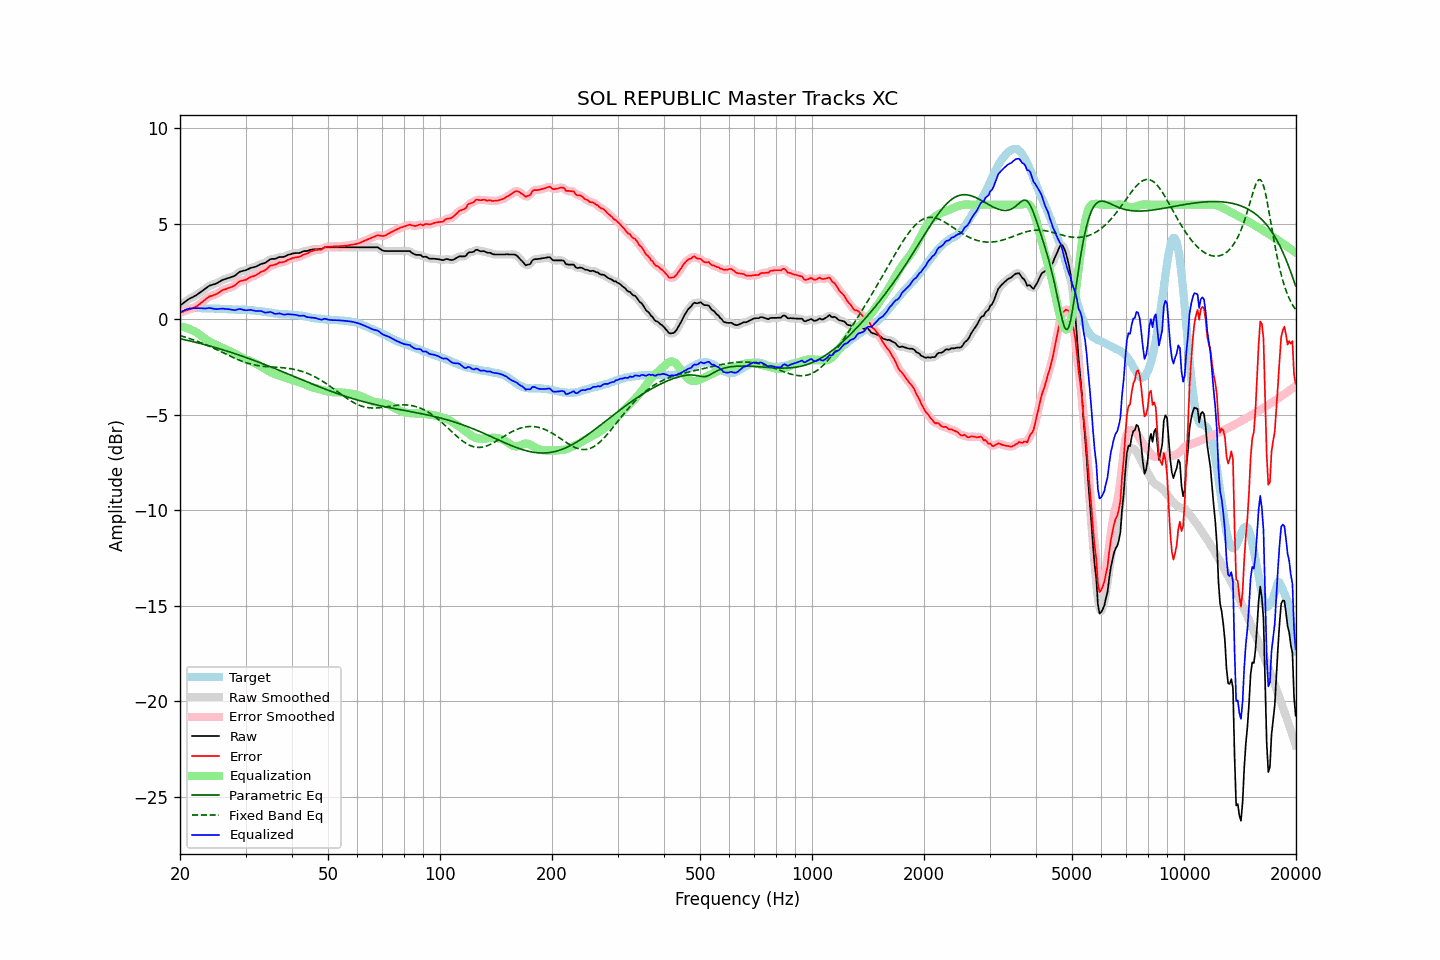 SOL REPUBLIC Master Tracks XC
10
5
0
−5
−10
−15
−20
−25
Amplitude (dBr)
Target
Raw Smoothed
Error Smoothed
Raw
Error
Equalization
Parametric Eq
Fixed Band Eq
Equalized
20 50 100 200 500 1000 2000 5000 10000 20000
Frequency (Hz)